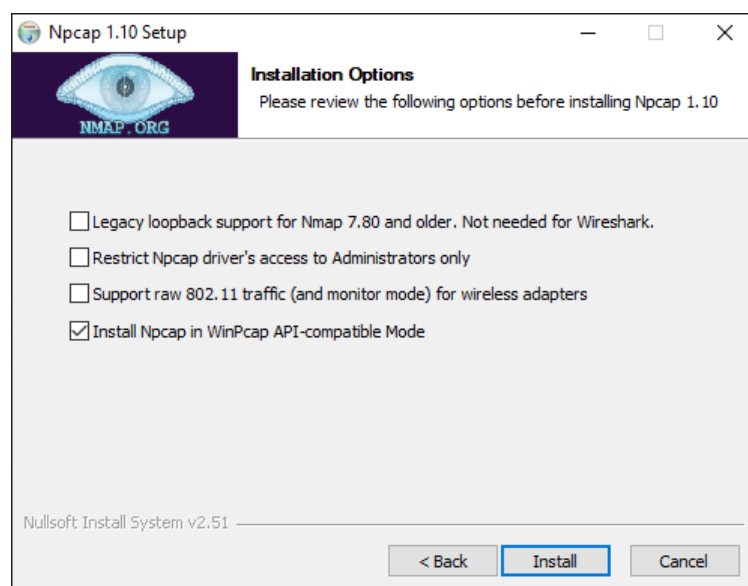 Npcap 1.10 Setup
NMAP.ORG
Installation Options
Please review the following options before installing Npcap 1.10
Legacy loopback support for Nmap 7.80 and older. Not needed for Wireshark.
Restrict Npcap driver's access to Administrators only
Support raw 802.11 traffic (and monitor mode) for wireless adapters
Install Npcap in WinPcap API-compatible Mode
Nullsoft Install System v2.51
< Back Install Cancel